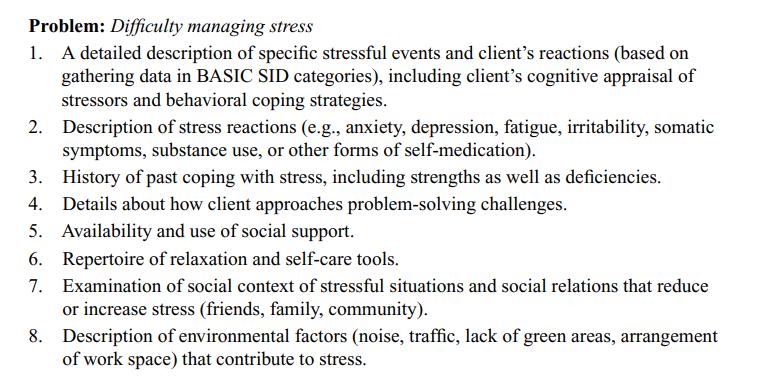 Problem: Difficulty managing stress
1. A detailed description of specific stressful events and client’s reactions (based on
gathering data in BASIC SID categories), including client’s cognitive appraisal of
stressors and behavioral coping strategies.
2. Description of stress reactions (e.g., anxiety, depression, fatigue, irritability, somatic
symptoms, substance use, or other forms of self-medication).
3. History of past coping with stress, including strengths as well as deficiencies.
4. Details about how client approaches problem-solving challenges.
5. Availability and use of social support.
6. Repertoire of relaxation and self-care tools.
7. Examination of social context of stressful situations and social relations that reduce
or increase stress (friends, family, community).
8. Description of environmental factors (noise, traffic, lack of green areas, arrangement
of work space) that contribute to stress.